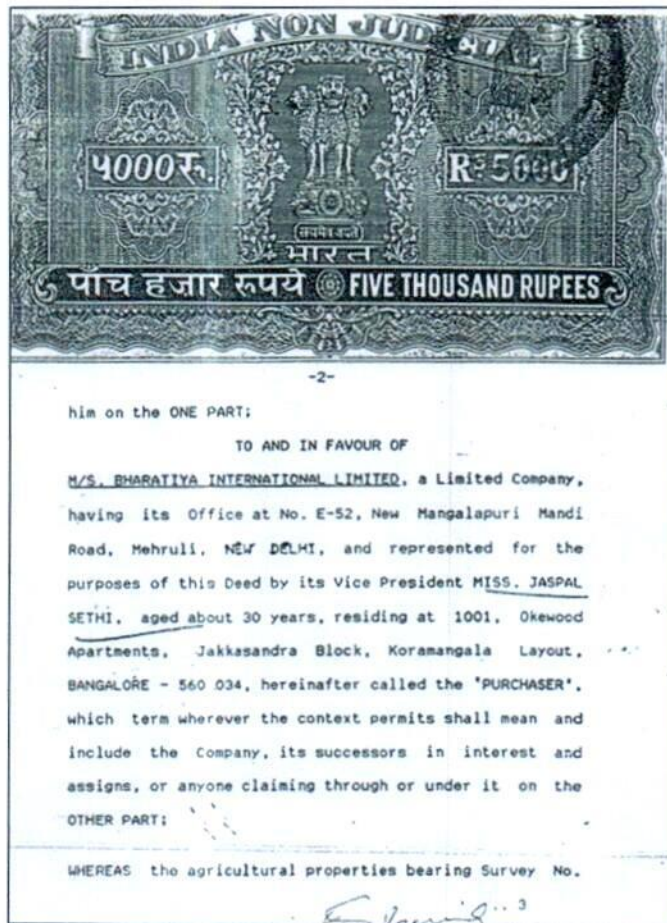 INDIA NON JUDICIAL
५000रु.
Rs 5000
सत्यमेव जयते
भारत
पाँच हजार रूपये FIVE THOUSAND RUPEES
-2-
him on the ONE PART;
TO AND IN FAVOUR OF
M/S. BHARATIYA INTERNATIONAL LIMITED, a Limited Company,
having its Office at No. E-52, New Mangalapuri Mandi
Road, Mehruli, NEW DELHI, and represented for the
purposes of this Deed by its Vice President MISS. JASPAL
SETHI, aged about 30 years, residing at 1001, Okewood
Apartments, Jakkasandra Block, Koramangala Layout,
BANGALORE - 560 034, hereinafter called the "PURCHASER",
which term wherever the context permits shall mean and
include the Company, its successors in interest and
assigns, or anyone claiming through or under it on the
OTHER PART;
WHEREAS the agricultural properties bearing Survey No.
.. 3